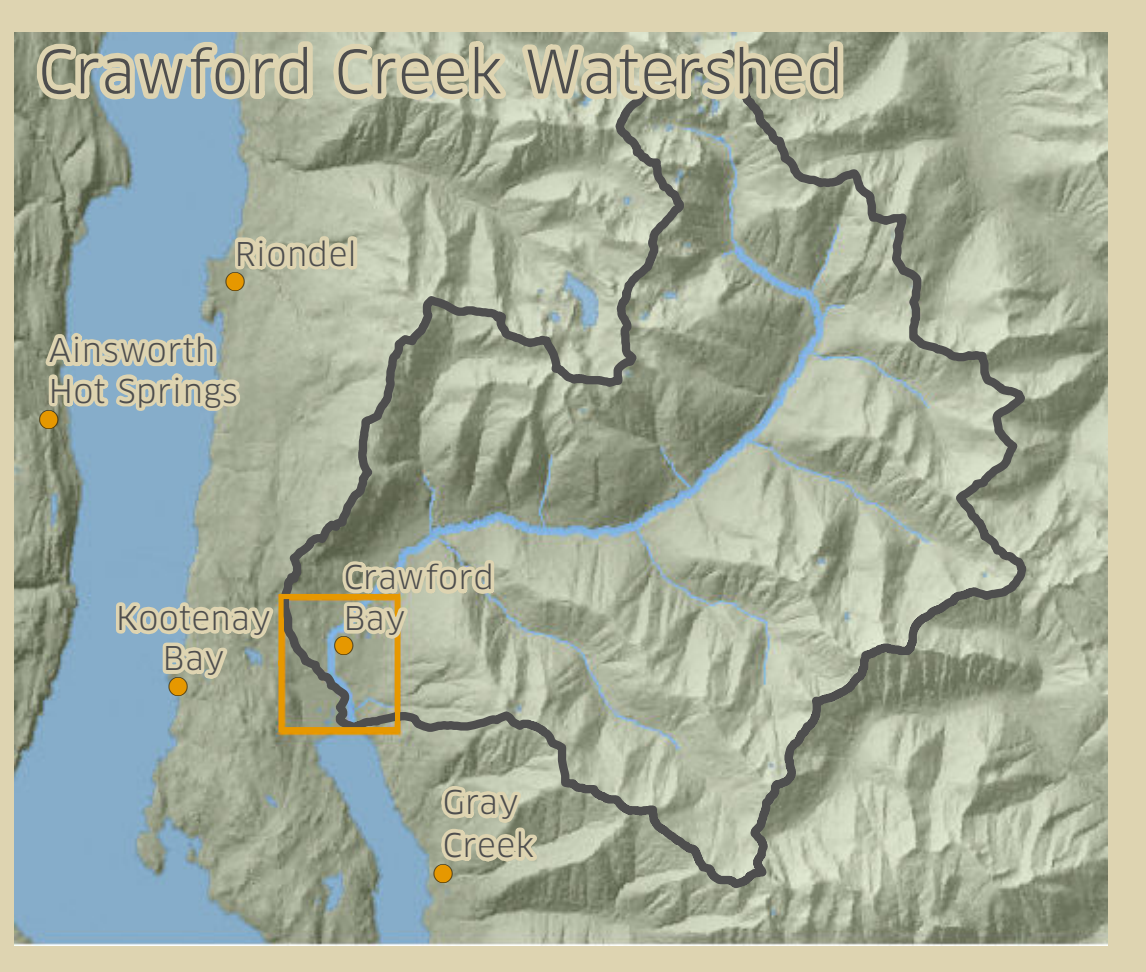 Crawford Creek Watershed
Riondel
Ainsworth
Hot Springs
Crawford
Bay
Kootenay
Bay
Gray
Creek